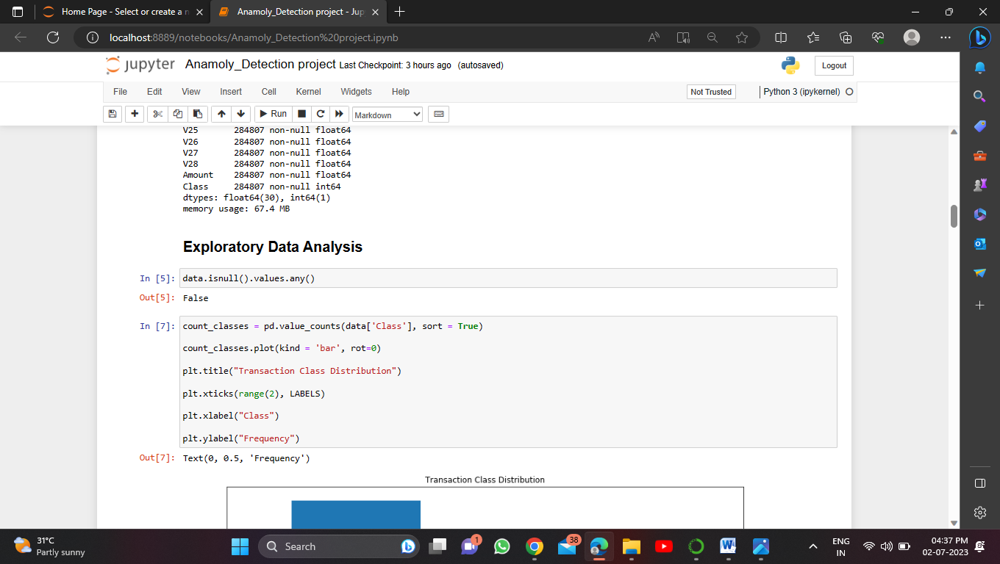 Home Page - Select or create a n
Anamoly_Detection project - Jup
localhost:8889/notebooks/Anamoly_Detection%20project.ipynb
jupyter Anamoly_Detection project Last Checkpoint: 3 hours ago (autosaved)
Logout
File Edit View Insert Cell Kernel Widgets Help
Not Trusted
Python 3 (ipykernel)
Run
Markdown
V25 284807 non-null float64
V26 284807 non-null float64
V27 284807 non-null float64
V28 284807 non-null float64
Amount 284807 non-null float64
Class 284807 non-null int64
dtypes: float64(30), int64(1)
memory usage: 67.4 MB
Exploratory Data Analysis
In [5]: data.isnull().values.any()
Out[5]: False
In [7]: count_classes = pd.value_counts(data['Class'], sort = True)
count_classes.plot(kind = 'bar', rot=0)
plt.title("Transaction Class Distribution")
plt.xticks(range(2), LABELS)
plt.xlabel("Class")
plt.ylabel("Frequency")
Out[7]: Text(0, 0.5, 'Frequency')
Transaction Class Distribution
31°C
Partly sunny
Search
1
38
ENG
IN
04:37 PM
02-07-2023